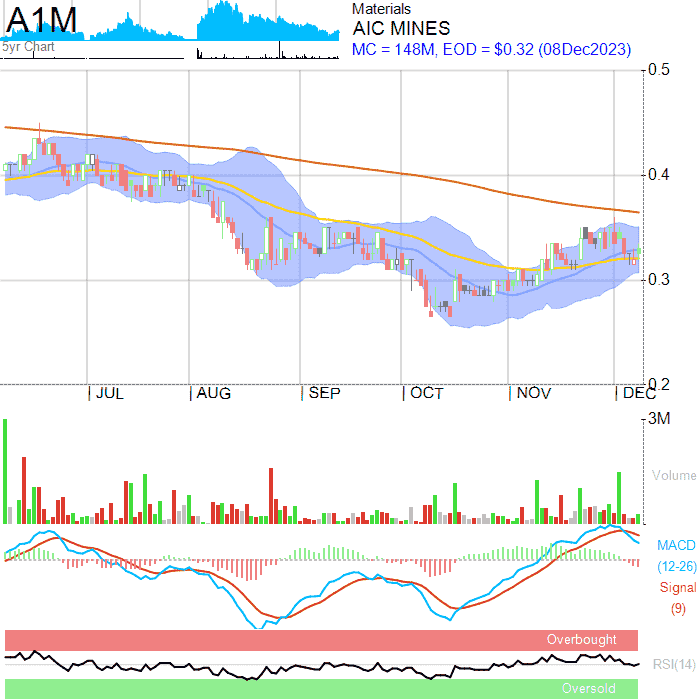 A1M
5yr Chart
Materials
AIC MINES
MC = 148M, EOD = $0.32 (08Dec2023)
0.5
0.4
0.3
0.2
JUL AUG SEP OCT NOV DEC
3M
Volume
MACD
(12-26)
Signal
(9)
Overbought
RSI(14)
Oversold